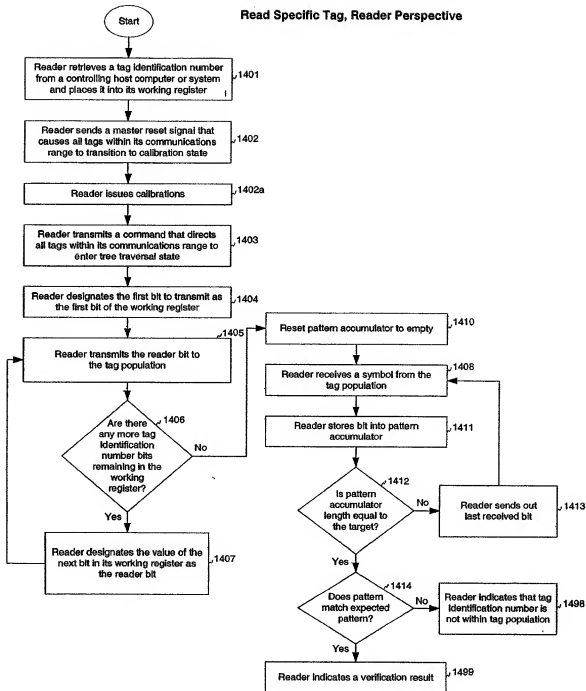 Read Specific Tag, Reader Perspective
Start
Reader retrieves a tag identification number
from a controlling host computer or system
and places it into its working register
1401
Reader sends a master reset signal that
causes all tags within its communications
range to transition to calibration state
1402
Reader issues calibrations
1402a
Reader transmits a command that directs
all tags within its communications range to
enter tree traversal state
1403
Reader designates the first bit to transmit as
the first bit of the working register
1404
1405
Reader transmits the reader bit to
the tag population
1406
Are there
any more tag
identification
number bits
remaining in the
working
register?
No
Yes
Reader designates the value of the
next bit in its working register as
the reader bit
1407
Reset pattern accumulator to empty
1410
Reader receives a symbol from the
tag population
1408
Reader stores bit into pattern
accumulator
1411
1412
Is pattern
accumulator
length equal to
the target?
No
Reader sends out
last received bit
1413
Yes
1414
Does pattern
match expected
pattern?
No
Reader indicates that tag
identification number is
not within tag population
1498
Yes
Reader indicates a verification result
1499